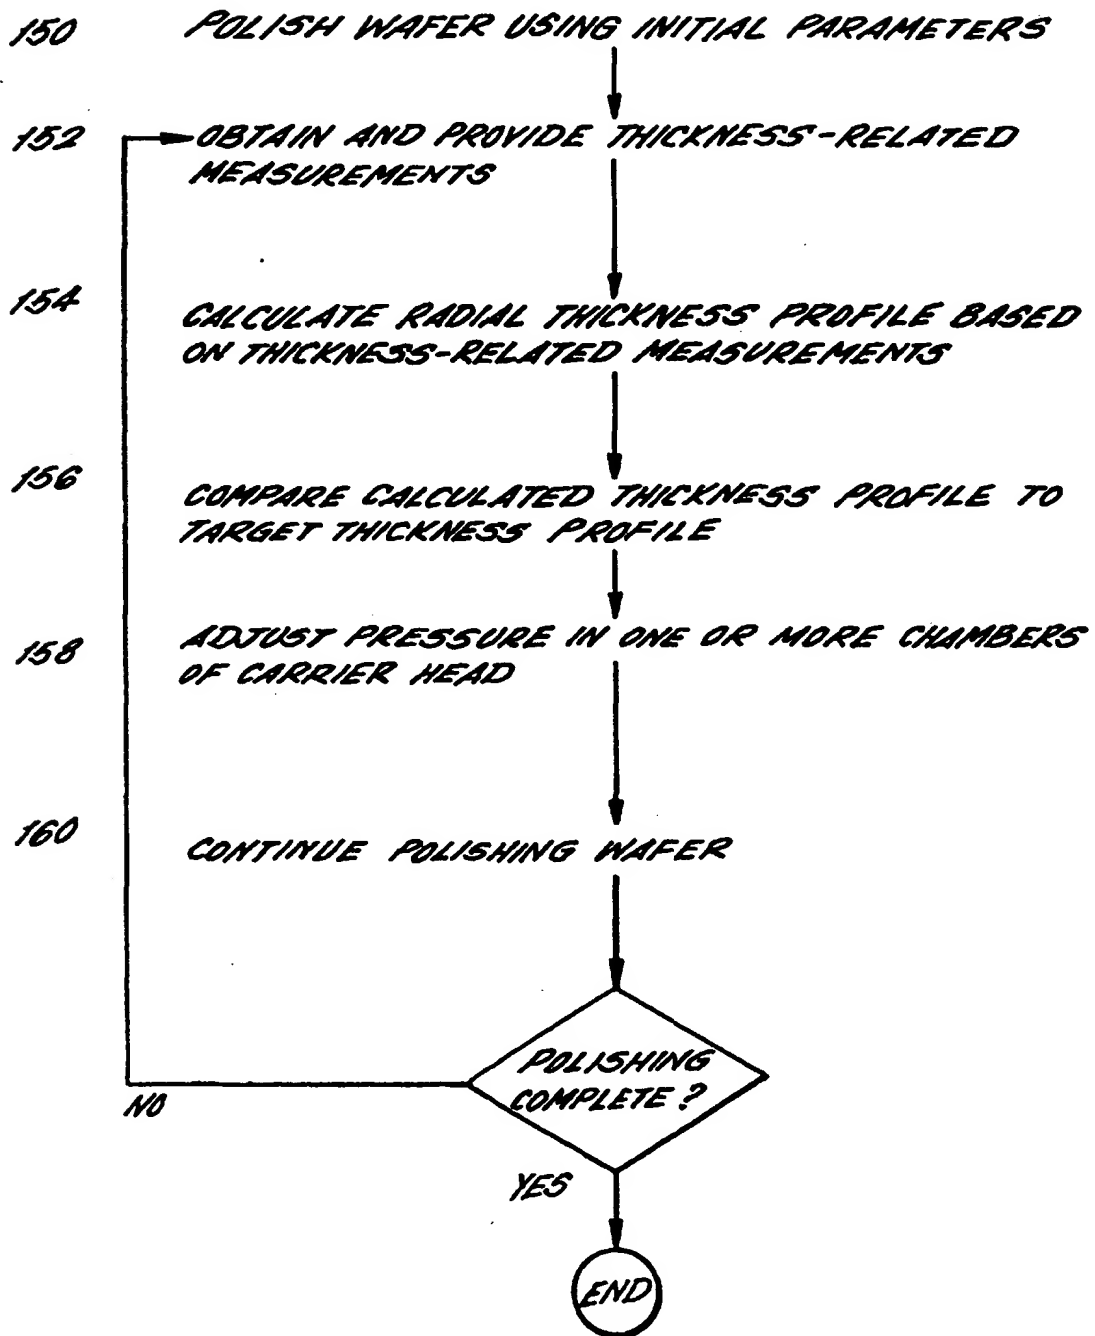 150 POLISH WAFER USING INITIAL PARAMETERS
152 OBTAIN AND PROVIDE THICKNESS-RELATED
MEASUREMENTS
154 CALCULATE RADIAL THICKNESS PROFILE BASED
ON THICKNESS-RELATED MEASUREMENTS
156 COMPARE CALCULATED THICKNESS PROFILE TO
TARGET THICKNESS PROFILE
158 ADJUST PRESSURE IN ONE OR MORE CHAMBERS
OF CARRIER HEAD
160 CONTINUE POLISHING WAFER
POLISHING
COMPLETE?
NO
YES
END